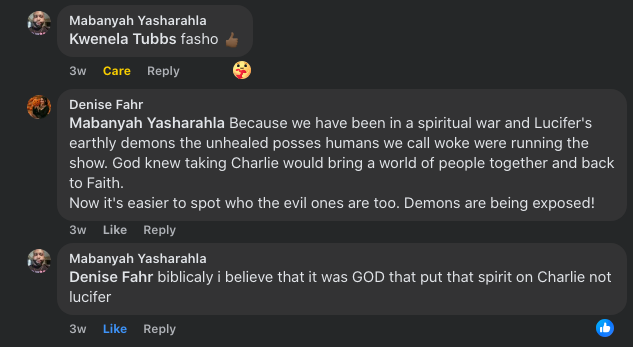 Mabanyah Yasharahla
Kwenela Tubbs fasho 👍🏾
3w Care Reply
Denise Fahr
Mabanyah Yasharahla Because we have been in a spiritual war and Lucifer's
earthly demons the unhealed posses humans we call woke were running the
show. God knew taking Charlie would bring a world of people together and back
to Faith.
Now it's easier to spot who the evil ones are too. Demons are being exposed!
3w Like Reply
Mabanyah Yasharahla
Denise Fahr biblicaly i believe that it was GOD that put that spirit on Charlie not
lucifer
3w Like Reply